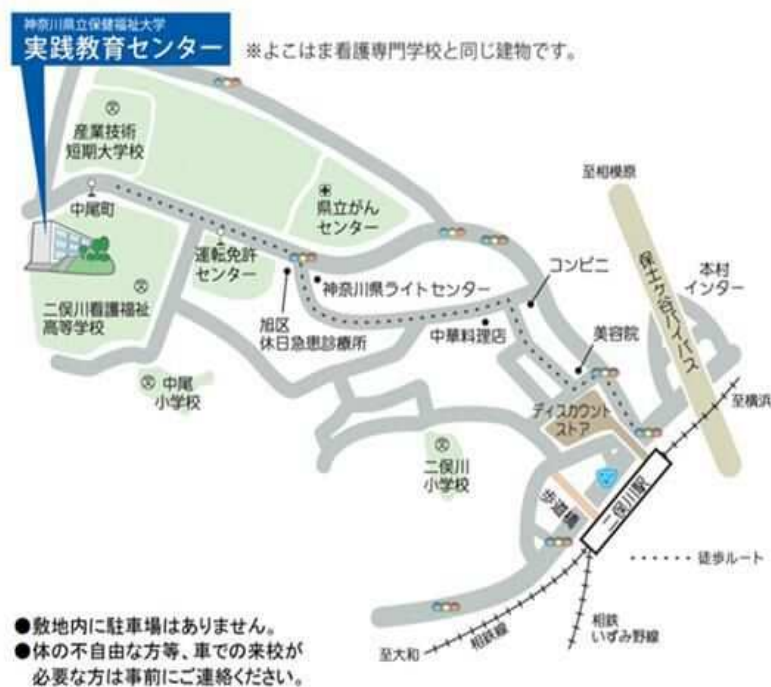 神奈川県立保健福祉大学
実践教育センター
※よこはま看護専門学校と同じ建物です。
産業技術
短期大学校
至相模原
中尾町
県立がん
センター
運転免許
センター
コンビニ
保土ヶ谷バイパス
本村
インター
神奈川県ライトセンター
二俣川看護福祉
高等学校
旭区
休日急患診療所
中華料理店
美容院
中尾
小学校
至横浜
ディスカウント
ストア
二俣川
小学校
二俣川駅
歩道橋
徒歩ルート
●敷地内に駐車場はありません。
●体の不自由な方等、車での来校が
必要な方は事前にご連絡ください。
至大和
相鉄線
相鉄
いずみ野線